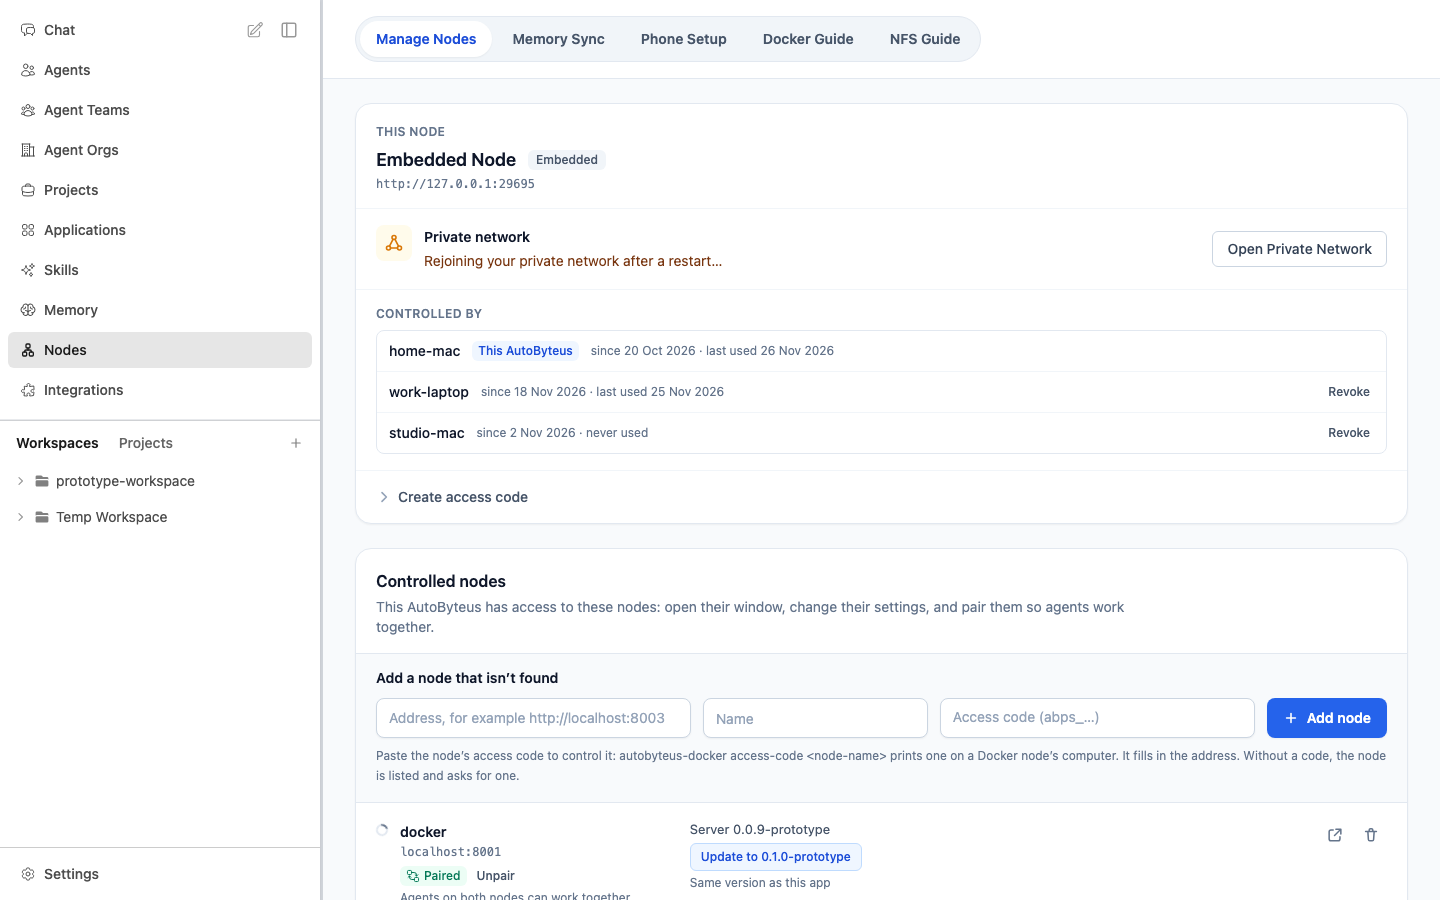 Chat
Agents
Agent Teams
Agent Orgs
Projects
Applications
Skills
Memory
Nodes
Integrations
Workspaces Projects
prototype-workspace
Temp Workspace
Settings
Manage Nodes Memory Sync Phone Setup Docker Guide NFS Guide
THIS NODE
Embedded Node Embedded
http://127.0.0.1:29695
Private network
Rejoining your private network after a restart...
Open Private Network
CONTROLLED BY
home-mac This AutoByteus since 20 Oct 2026 · last used 26 Nov 2026
work-laptop since 18 Nov 2026 · last used 25 Nov 2026 Revoke
studio-mac since 2 Nov 2026 · never used Revoke
Create access code
Controlled nodes
This AutoByteus has access to these nodes: open their window, change their settings, and pair them so agents work
together.
Add a node that isn’t found
Address, for example http://localhost:8003 Name Access code (abps_...) Add node
Paste the node’s access code to control it: autobyteus-docker access-code <node-name> prints one on a Docker node’s computer. It fills in the address. Without a code, the node
is listed and asks for one.
docker
localhost:8001
Paired Unpair
Agents on both nodes can work together
Server 0.0.9-prototype
Update to 0.1.0-prototype
Same version as this app